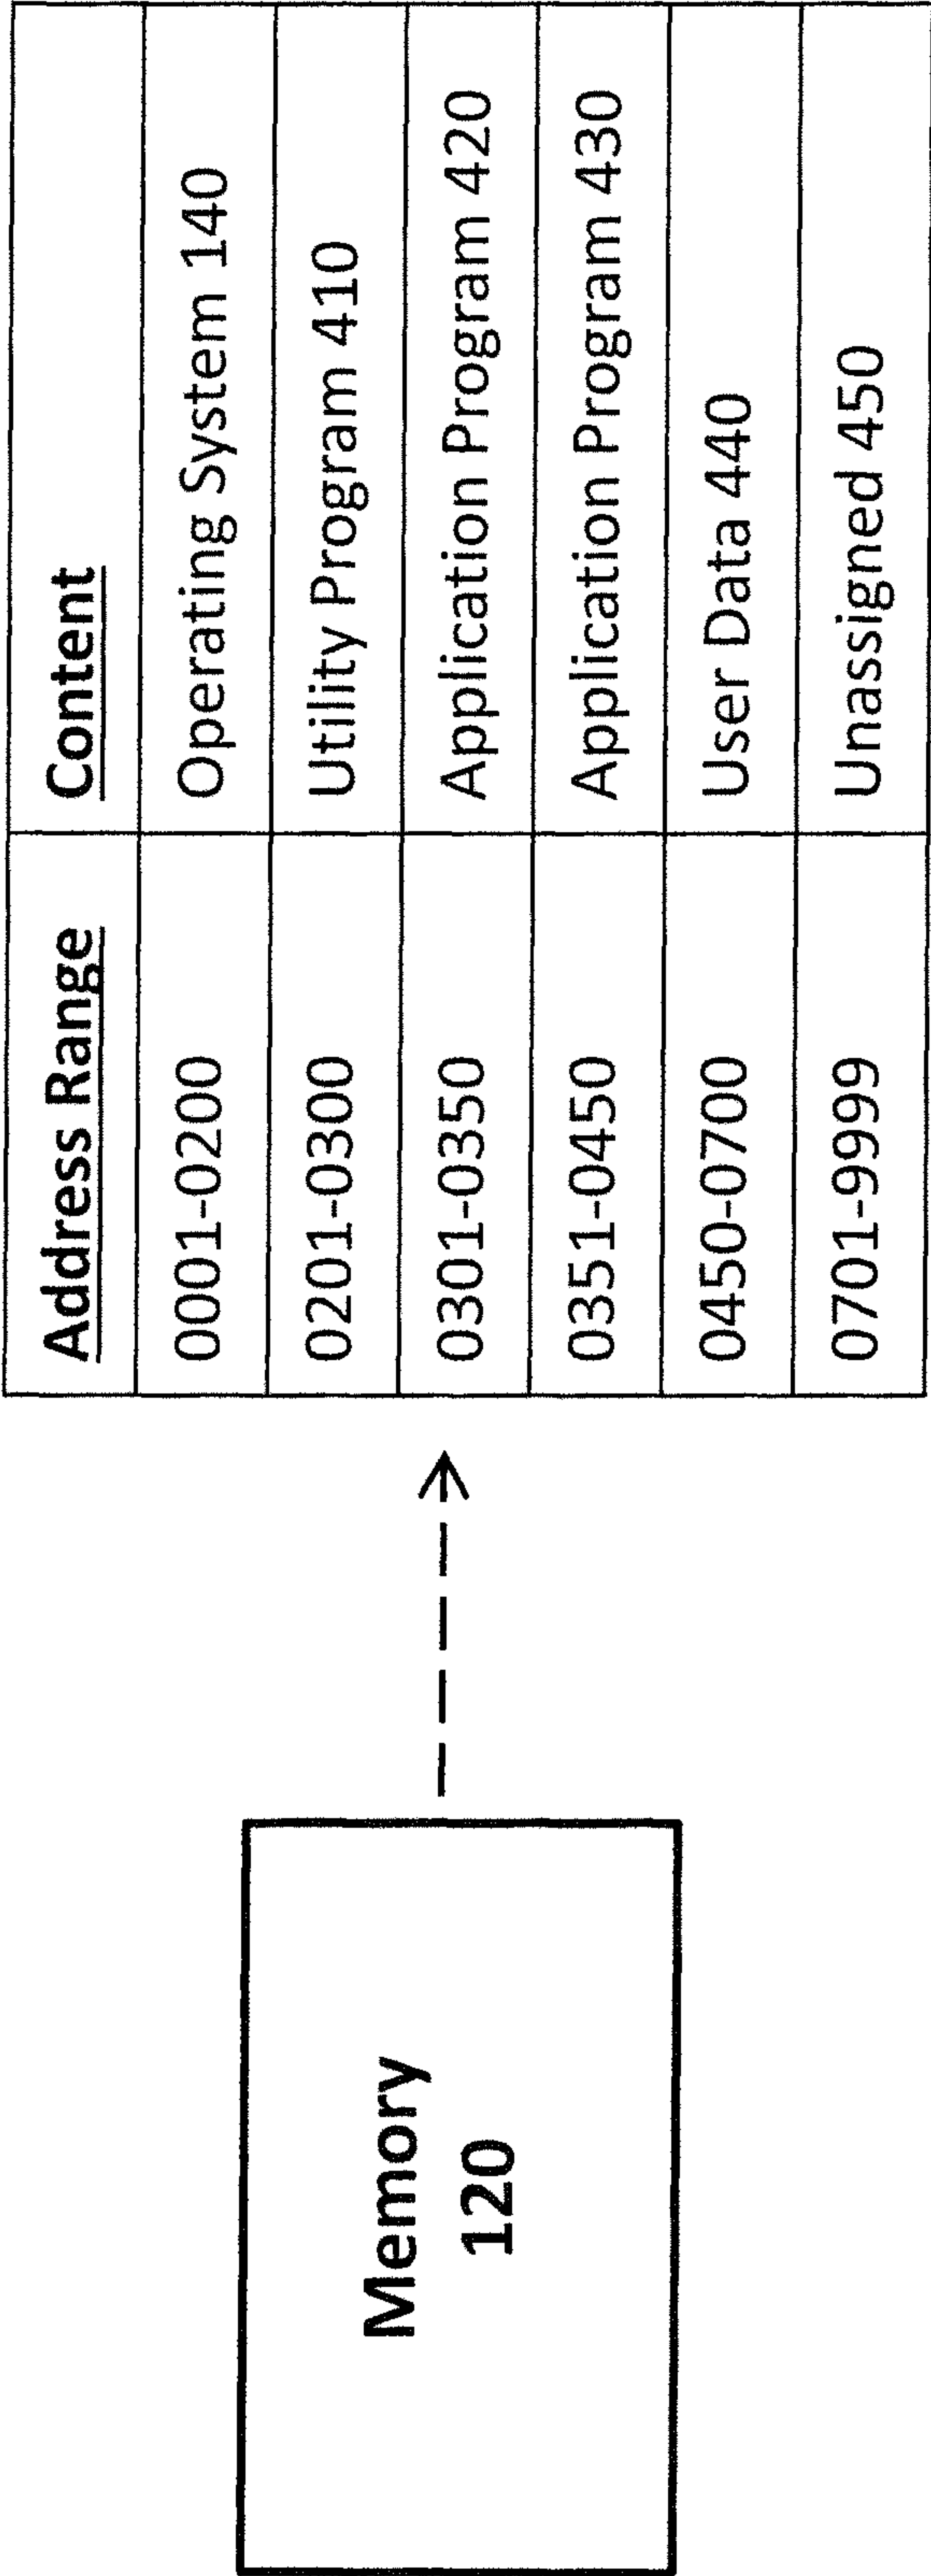 Memory
120
Address Range Content
0001-0200 Operating System 140
0201-0300 Utility Program 410
0301-0350 Application Program 420
0351-0450 Application Program 430
0450-0700 User Data 440
0701-9999 Unassigned 450